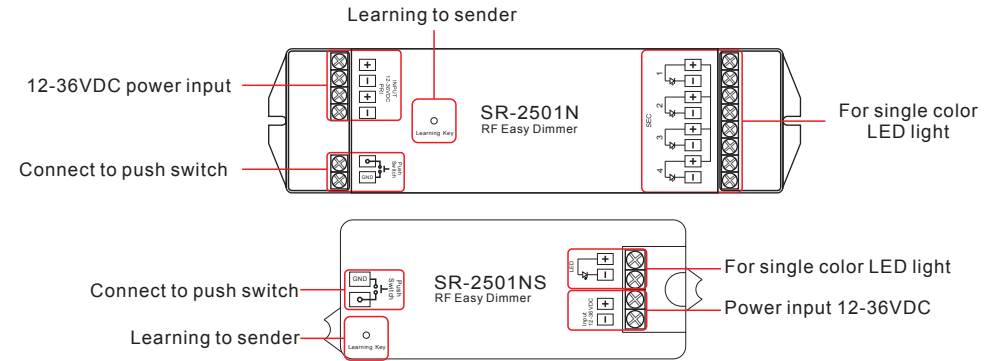 Learning to sender
12-36VDC power input
+
−
+
−
INPUT
12-36VDC
PRI
Learning Key
SR-2501N
RF Easy Dimmer
SEC
1
+
−
2
+
−
3
+
−
4
+
−
For single color
LED light
Connect to push switch
GND
Push
Switch
SR-2501NS
RF Easy Dimmer
Connect to push switch
GND
Push
Switch
Learning to sender
Learning Key
LED
+
−
For single color LED light
Input
12-36VDC
+
−
Power input 12-36VDC